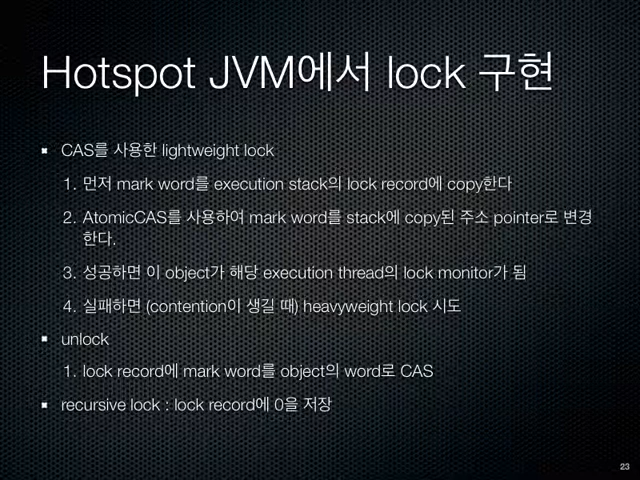 Hotspot JVM에서 lock 구현
CAS를 사용한 lightweight lock
1. 먼저 mark word를 execution stack의 lock record에 copy한다
2. AtomicCAS를 사용하여 mark word를 stack에 copy된 주소 pointer로 변경
한다.
3. 성공하면 이 object가 해당 execution thread의 lock monitor가 됨
4. 실패하면 (contention이 생길 때) heavyweight lock 시도
unlock
1. lock record에 mark word를 object의 word로 CAS
recursive lock : lock record에 0을 저장
23